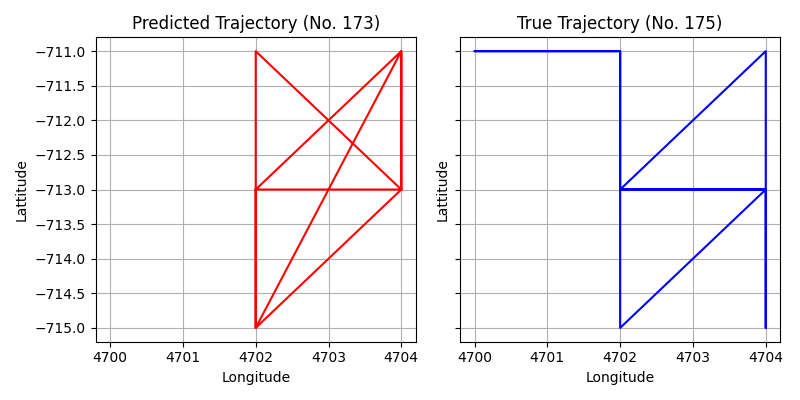 Predicted Trajectory (No. 173)
−711.0
−711.5
−712.0
−712.5
−713.0
−713.5
−714.0
−714.5
−715.0
Lattitude
4700 4701 4702 4703 4704
Longitude
True Trajectory (No. 175)
Lattitude
4700 4701 4702 4703 4704
Longitude